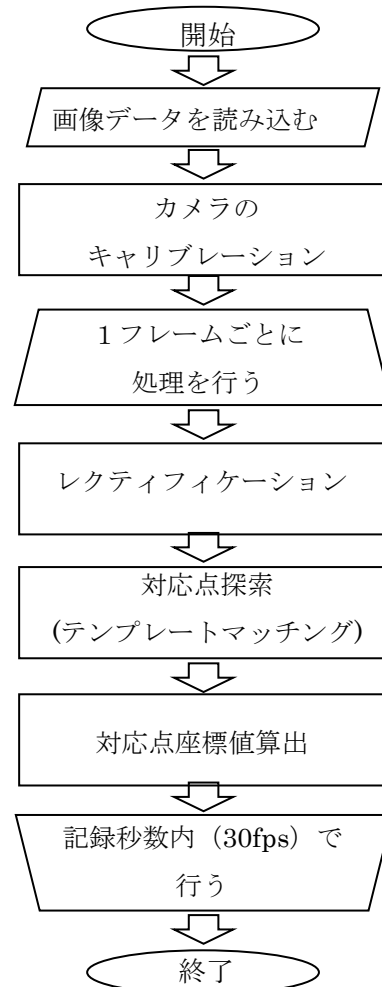 開始
画像データを読み込む
カメラの
キャリブレーション
１フレームごとに
処理を行う
レクティフィケーション
対応点探索
(テンプレートマッチング)
対応点座標値算出
記録秒数内（30fps）で
行う
終了